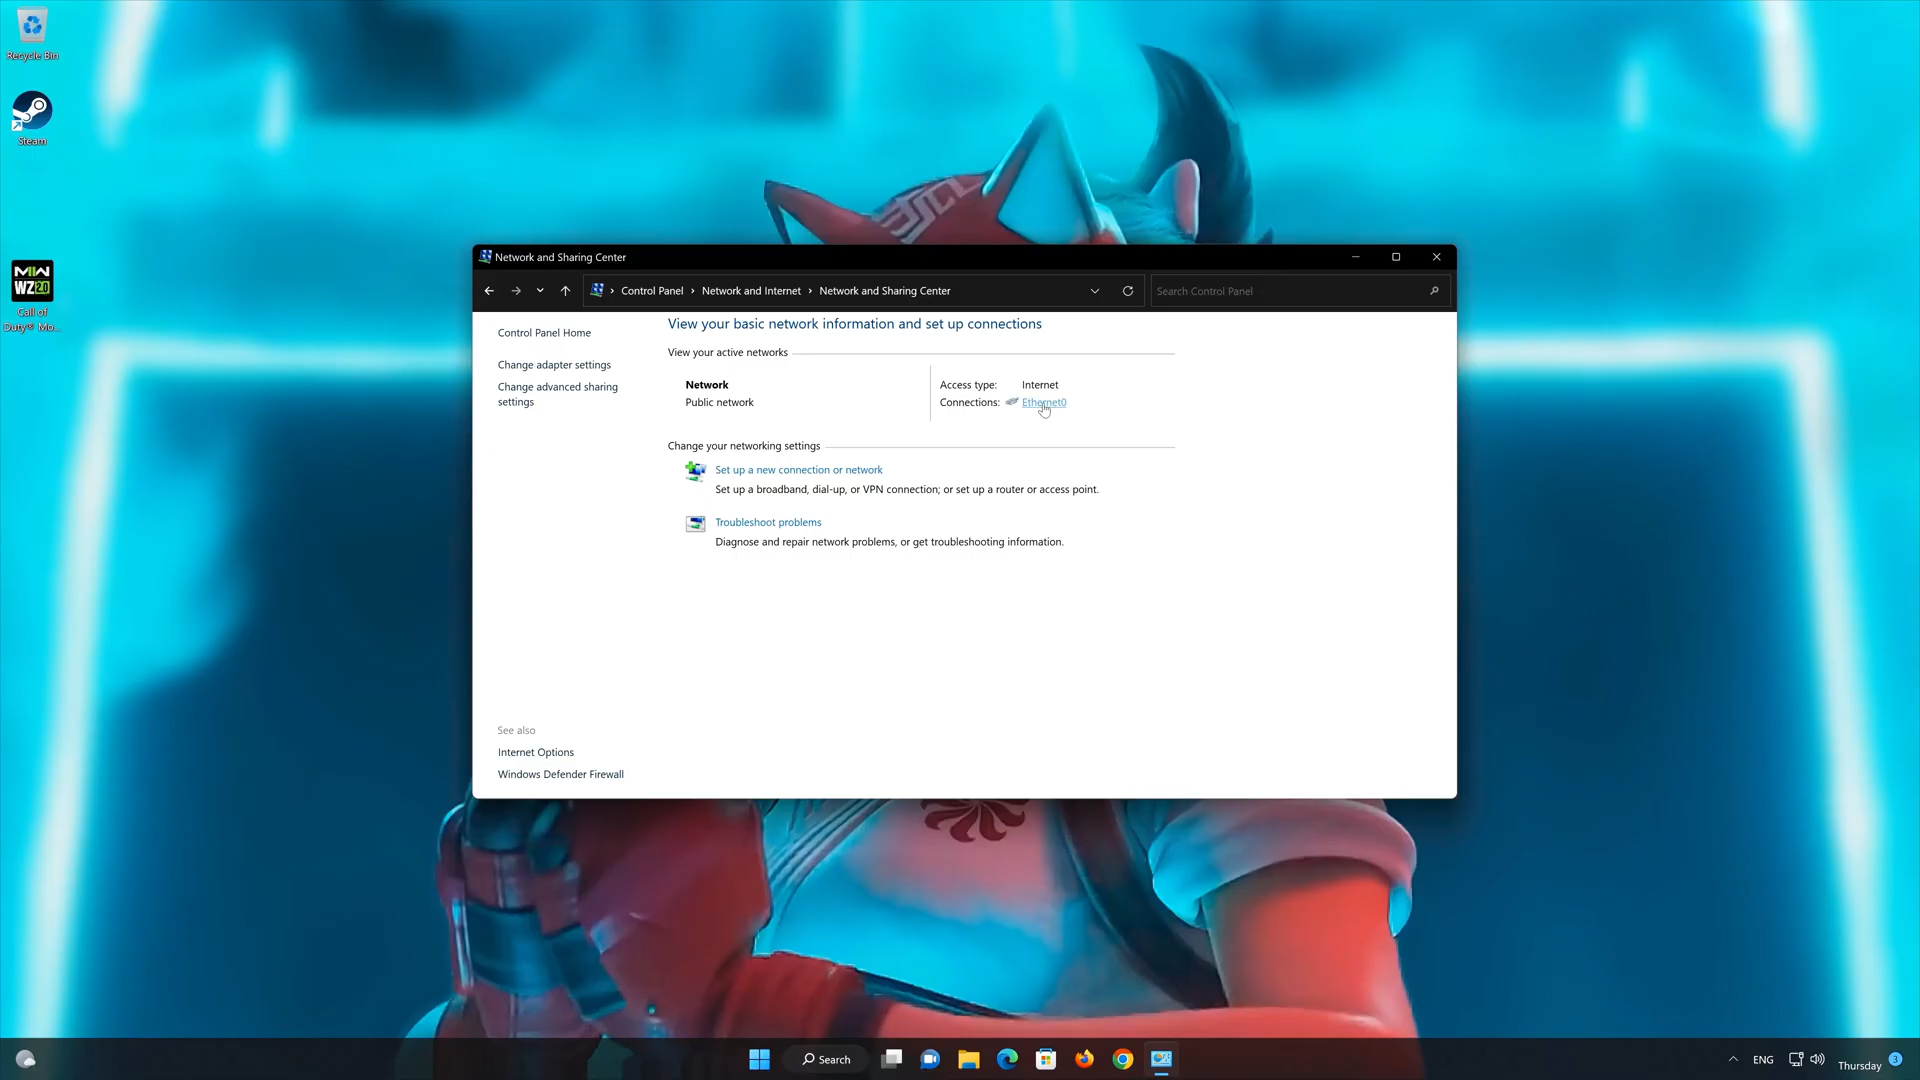 Recycle Bin
Steam
MIW
WZ 2.0
Call of
Duty® Mo...
Network and Sharing Center
Control Panel > Network and Internet > Network and Sharing Center
Search Control Panel
Control Panel Home
Change adapter settings
Change advanced sharing
settings
View your basic network information and set up connections
View your active networks
Network
Public network
Access type: Internet
Connections: Ethernet0
Change your networking settings
Set up a new connection or network
Set up a broadband, dial-up, or VPN connection; or set up a router or access point.
Troubleshoot problems
Diagnose and repair network problems, or get troubleshooting information.
See also
Internet Options
Windows Defender Firewall
Search
ENG
Thursday
3